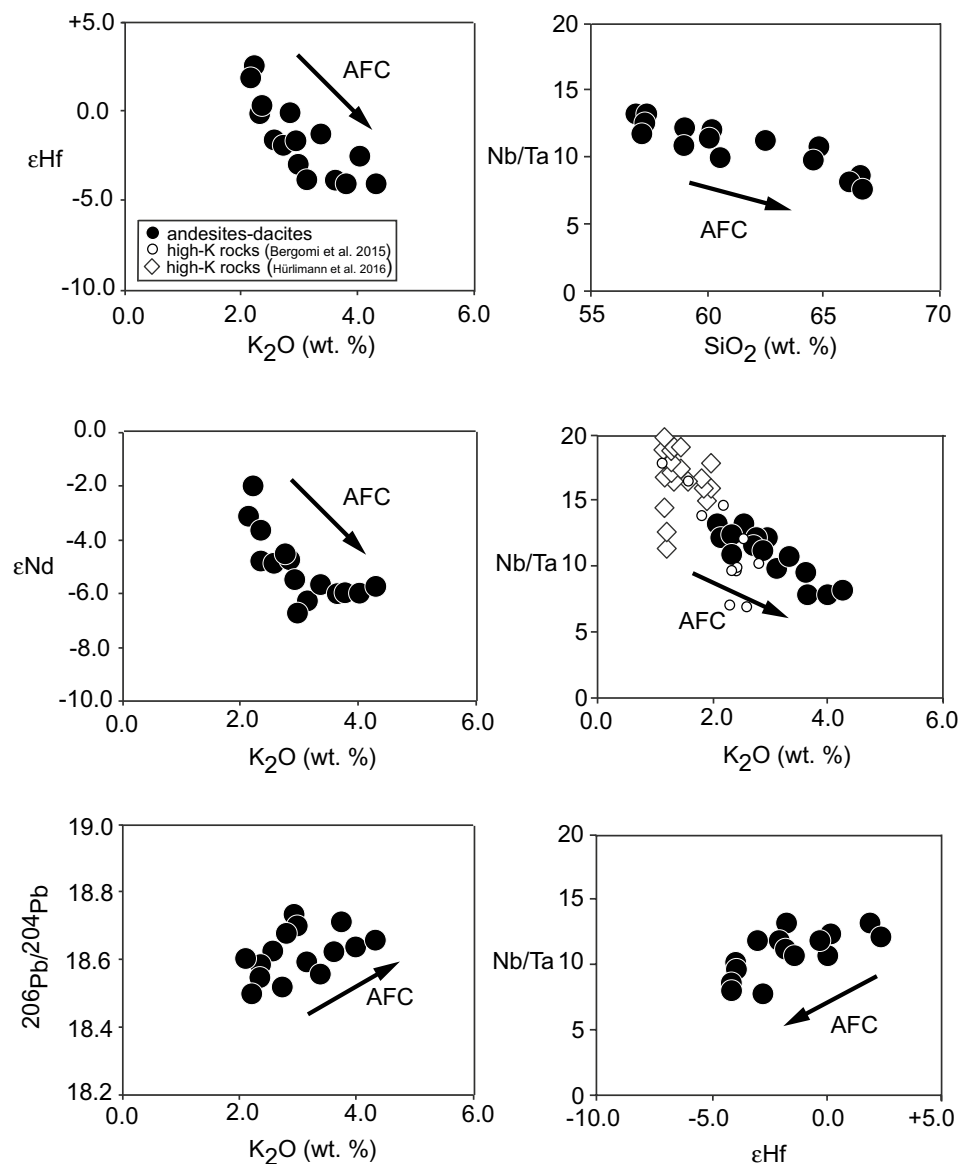 +5.0
0.0
-5.0
-10.0
εHf
AFC
andesites-dacites
high-K rocks (Bergomi et al. 2015)
high-K rocks (Hürlimann et al. 2016)
0.0 2.0 4.0 6.0
K2O (wt. %)
20
15
10
5
0
Nb/Ta
AFC
55 60 65 70
SiO2 (wt. %)
0.0
-2.0
-4.0
-6.0
-8.0
-10.0
εNd
AFC
0.0 2.0 4.0 6.0
K2O (wt. %)
20
15
10
5
0
Nb/Ta
AFC
0.0 2.0 4.0 6.0
K2O (wt. %)
19.0
18.8
18.6
18.4
18.2
206Pb/204Pb
AFC
0.0 2.0 4.0 6.0
K2O (wt. %)
20
15
10
5
0
Nb/Ta
AFC
-10.0 -5.0 0.0 +5.0
εHf